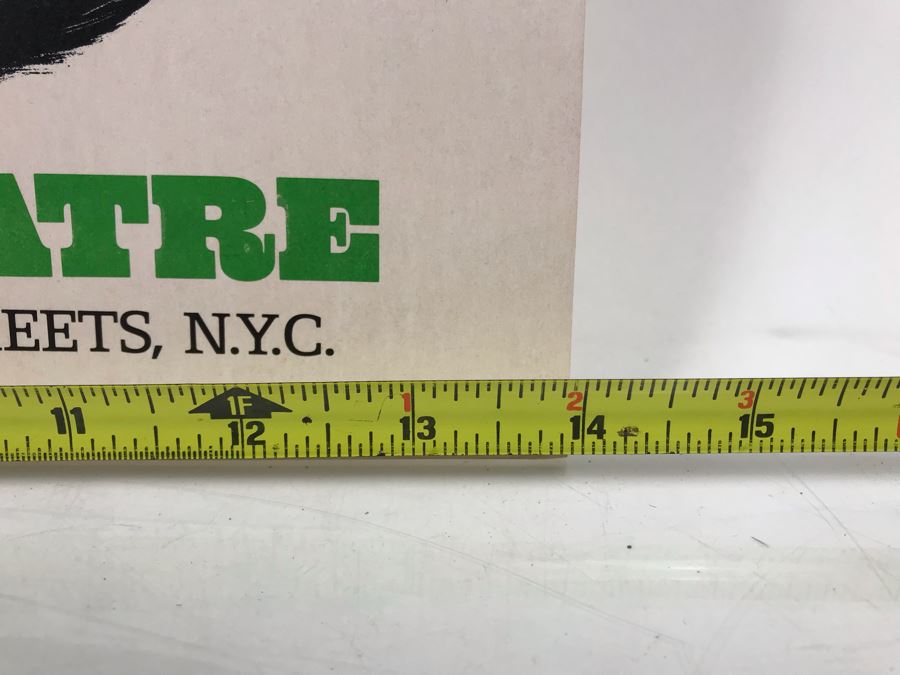 ATRE
EETS, N.Y.C.
1F 1 2 3
11 12 13 14 15